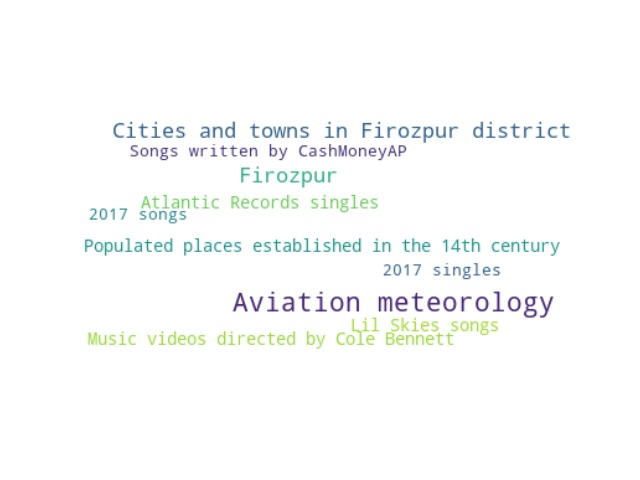 Cities and towns in Firozpur district
Songs written by CashMoneyAP
Firozpur
Atlantic Records singles
2017 songs
Populated places established in the 14th century
2017 singles
Aviation meteorology
Lil Skies songs
Music videos directed by Cole Bennett